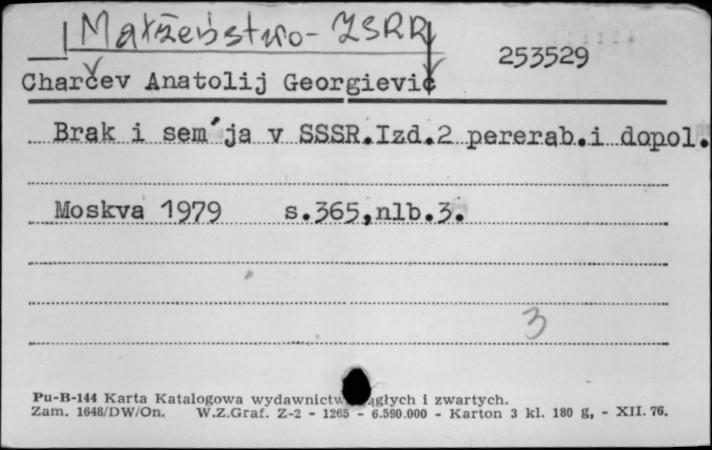 Małżeństwo - ZSRR
253529
Charčev Anatolij Georgievič
Brak i sem´ja v SSSR.Izd.2 pererab.i dopol.
Moskva 1979 s.365,nlb.3.
3
Pu-B-144 Karta Katalogowa wydawnictw ciągłych i zwartych.
Zam. 1648/DW/On. W.Z.Graf. Z-2 - 1265 - 6.590.000 - Karton 3 kl. 180 g, - XII. 76.